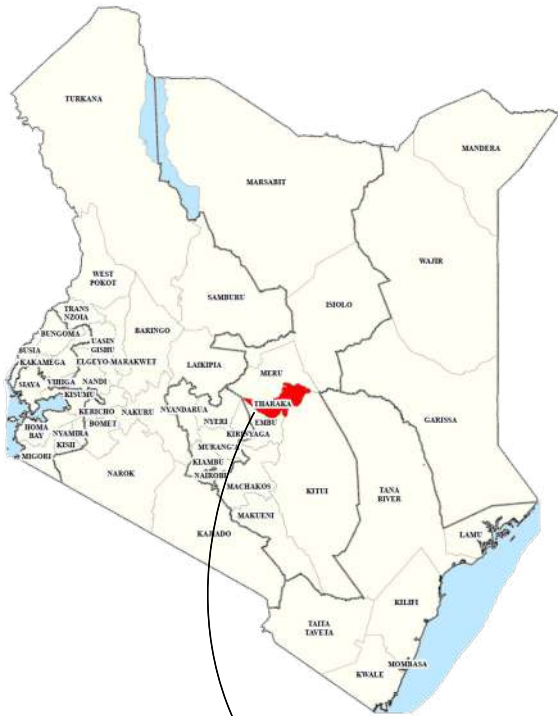 TURKANA
MANDERA
MARSABIT
WAJIR
WEST
POKOT
SAMBURU
ISIOLO
TRANS
NZOIA
BUNGOMA
UASIN
GISHU
BARINGO
BUSIA
KAKAMEGA
ELGEYO-MARAKWET
LAIKIPIA
MERU
SIAYA
VIHIGA
NANDI
KISUMU
THARAKA
HOMA
BAY
KERICHO
BOMET
NAKURU
NYANDARUA
NYERI
EMBU
KIRINYAGA
GARISSA
NYAMIRA
KISII
MIGORI
MURANG'A
KIAMBU
NAIROBI
NAROK
MACHAKOS
KITUI
TANA
RIVER
MAKUENI
KAJIADO
LAMU
KILIFI
TAITA
TAVETA
MOMBASA
KWALE